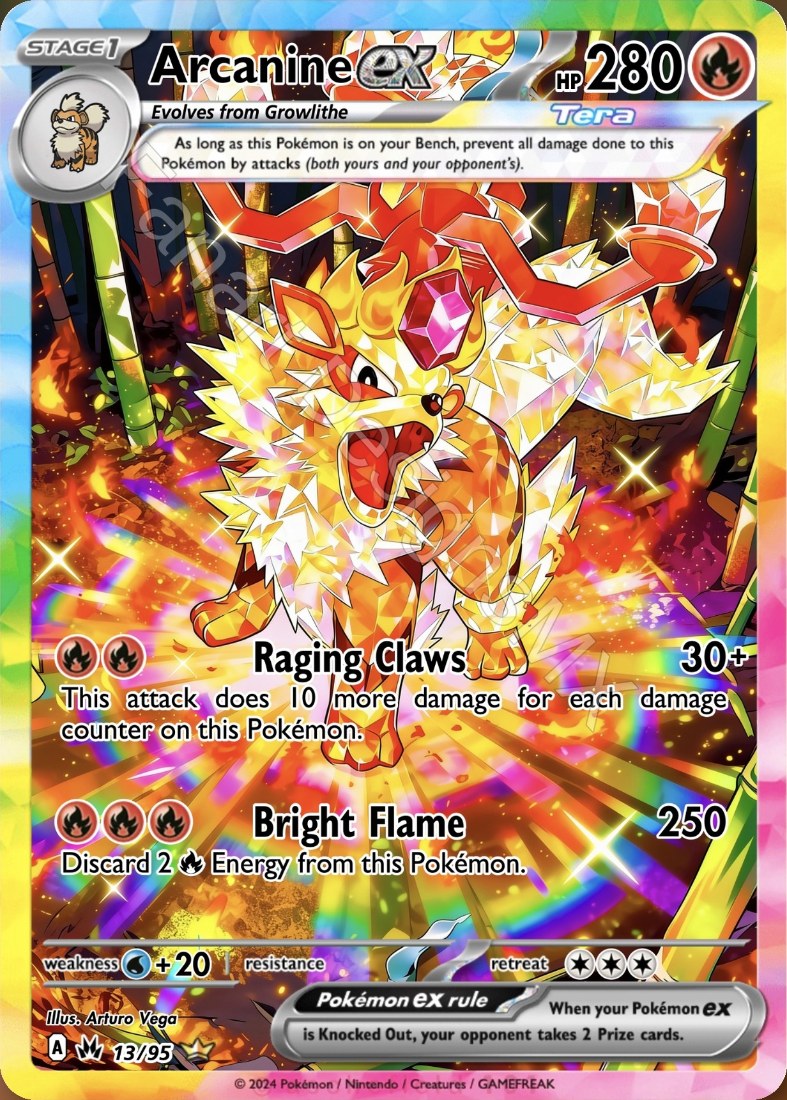 STAGE1
Arcanine ex
HP 280
Evolves from Growlithe
Tera
As long as this Pokémon is on your Bench, prevent all damage done to this
Pokémon by attacks (both yours and your opponent's).
Raging Claws 30+
This attack does 10 more damage for each damage
counter on this Pokémon.
Bright Flame 250
Discard 2 Energy from this Pokémon.
weakness +20 resistance retreat
Pokémon ex rule
When your Pokémon ex
is Knocked Out, your opponent takes 2 Prize cards.
Illus. Arturo Vega
A 13/95
© 2024 Pokémon / Nintendo / Creatures / GAMEFREAK